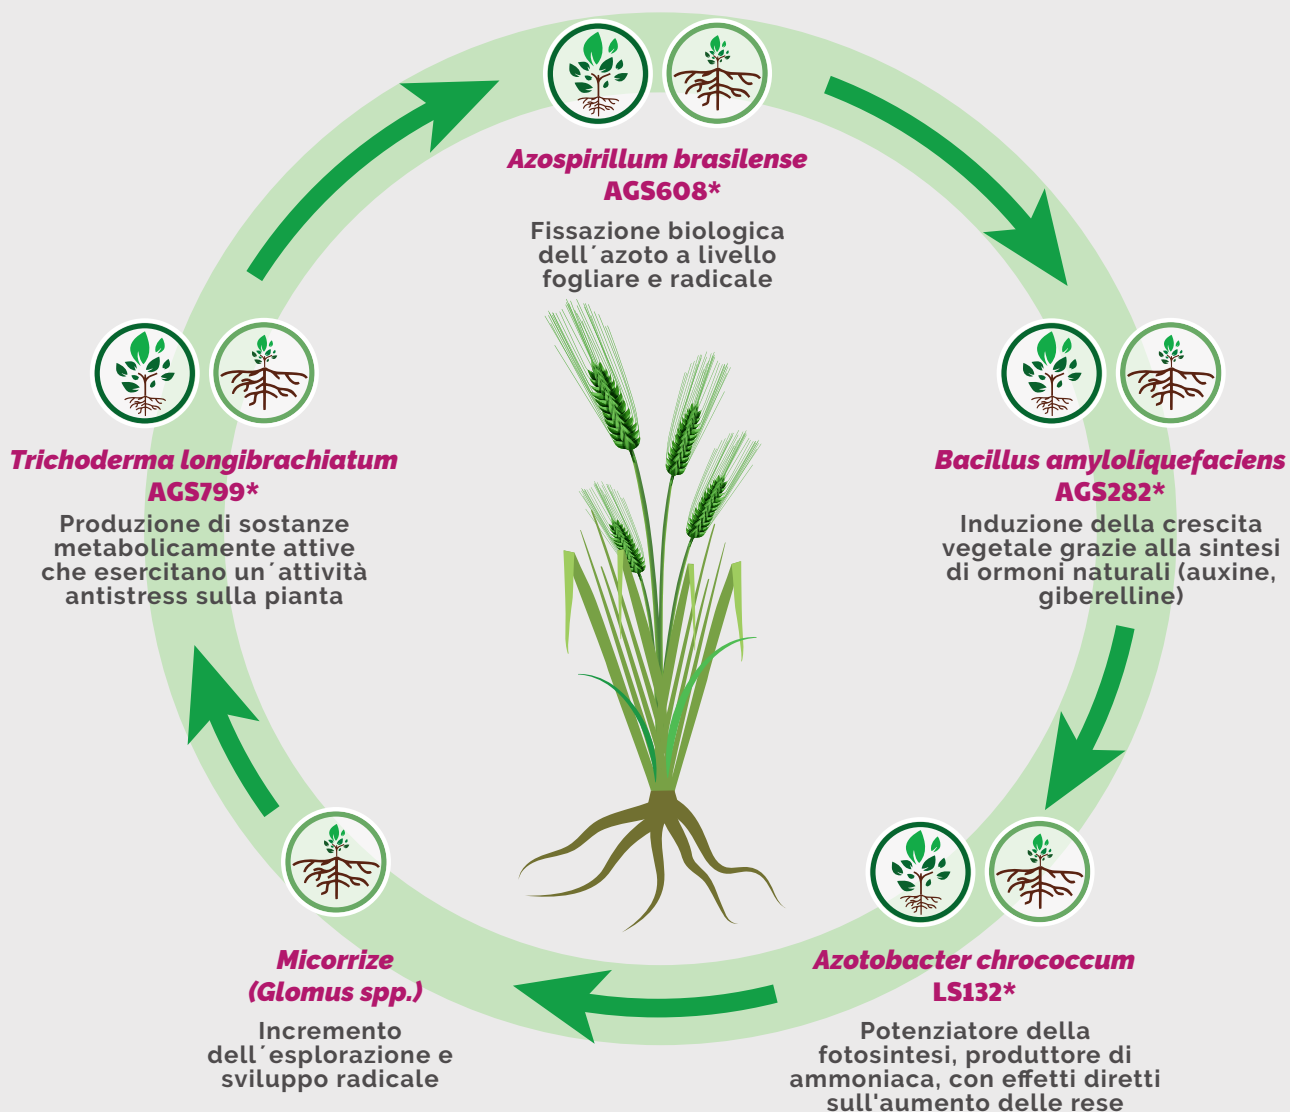 Azospirillum brasilense
AGS608*
Fissazione biologica
dell´azoto a livello
fogliare e radicale
Trichoderma longibrachiatum
AGS799*
Produzione di sostanze
metabolicamente attive
che esercitano un´attività
antistress sulla pianta
Bacillus amyloliquefaciens
AGS282*
Induzione della crescita
vegetale grazie alla sintesi
di ormoni naturali (auxine,
giberelline)
Micorrize
(Glomus spp.)
Incremento
dell´esplorazione e
sviluppo radicale
Azotobacter chrococcum
LS132*
Potenziatore della
fotosintesi, produttore di
ammoniaca, con effetti diretti
sull'aumento delle rese